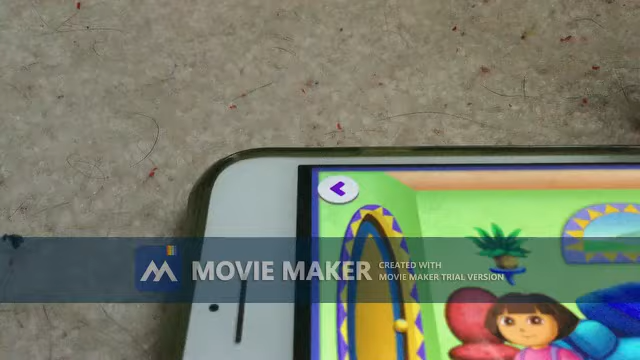 MOVIE MAKER
CREATED WITH
MOVIE MAKER TRIAL VERSION